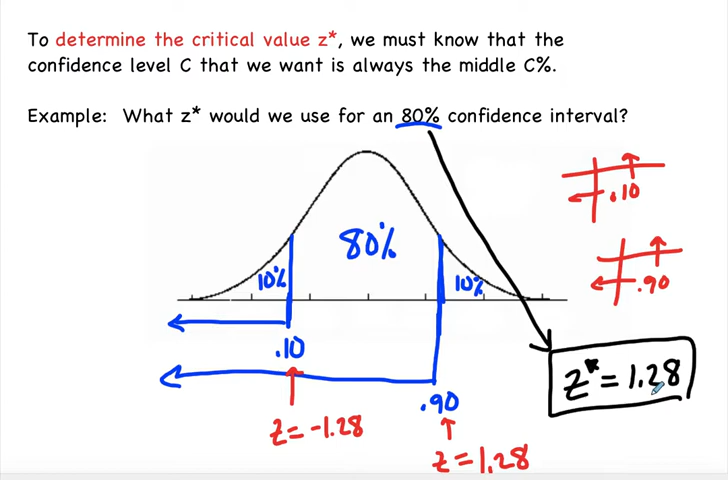 To determine the critical value z*, we must know that the
confidence level C that we want is always the middle C%.
Example: What z* would we use for an 80% confidence interval?
.10
80%
.90
10%
10%
.10
z* = 1.28
.90
z = -1.28
z = 1.28